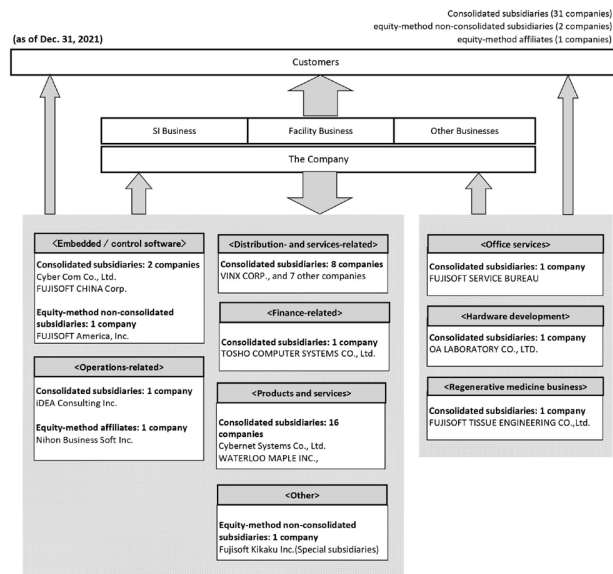 Consolidated subsidiaries (31 companies)
equity-method non-consolidated subsidiaries (2 companies)
equity-method affiliates (1 companies)
(as of Dec. 31, 2021)
Customers
SI Business
Facility Business
Other Businesses
The Company
<Embedded / control software>
Consolidated subsidiaries: 2 companies
Cyber Com Co., Ltd.
FUJISOFT CHINA Corp.
Equity-method non-consolidated
subsidiaries: 1 company
FUJISOFT America, Inc.
<Operations-related>
Consolidated subsidiaries: 1 company
iDEA Consulting Inc.
Equity-method affiliates: 1 company
Nihon Business Soft Inc.
<Distribution- and services-related>
Consolidated subsidiaries: 8 companies
VINX CORP., and 7 other companies
<Finance-related>
Consolidated subsidiaries: 1 company
TOSHO COMPUTER SYSTEMS CO., Ltd.
<Products and services>
Consolidated subsidiaries: 16
companies
Cybernet Systems Co., Ltd.
WATERLOO MAPLE INC.,
<Other>
Equity-method non-consolidated
subsidiaries: 1 company
Fujisoft Kikaku Inc.(Special subsidiaries)
<Office services>
Consolidated subsidiaries: 1 company
FUJISOFT SERVICE BUREAU
<Hardware development>
Consolidated subsidiaries: 1 company
OA LABORATORY CO., LTD.
<Regenerative medicine business>
Consolidated subsidiaries: 1 company
FUJISOFT TISSUE ENGINEERING CO.,Ltd.